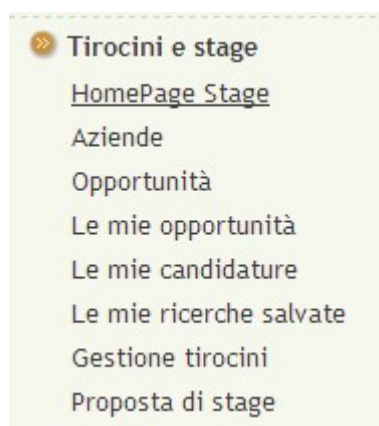 Tirocini e stage
HomePage Stage
Aziende
Opportunità
Le mie opportunità
Le mie candidature
Le mie ricerche salvate
Gestione tirocini
Proposta di stage